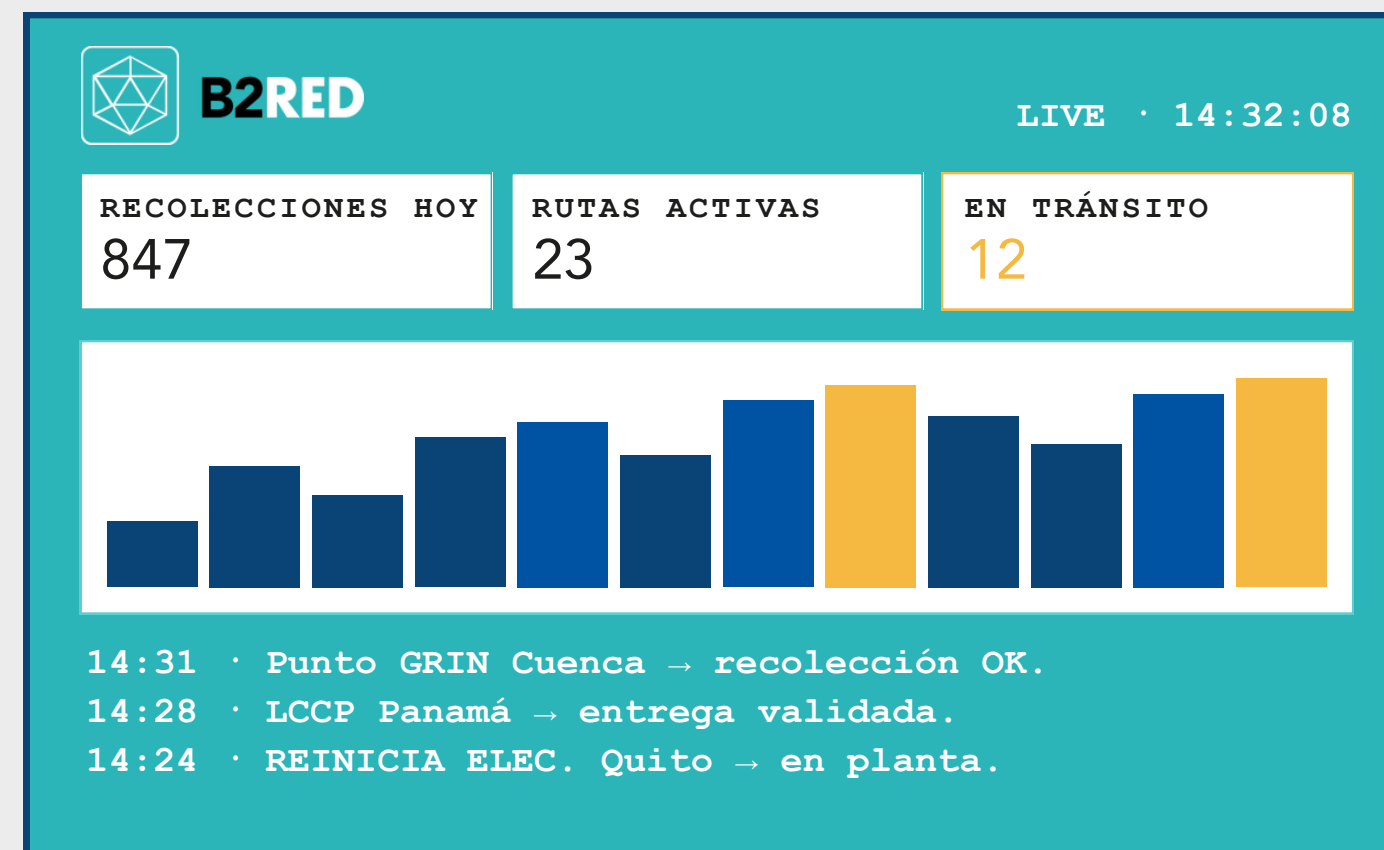 B2RED
LIVE · 14:32:08
RECOLECCIONES HOY
847
RUTAS ACTIVAS
23
EN TRÁNSITO
12
14:31 · Punto GRIN Cuenca → recolección OK.
14:28 · LCCP Panamá → entrega validada.
14:24 · REINICIA ELEC. Quito → en planta.